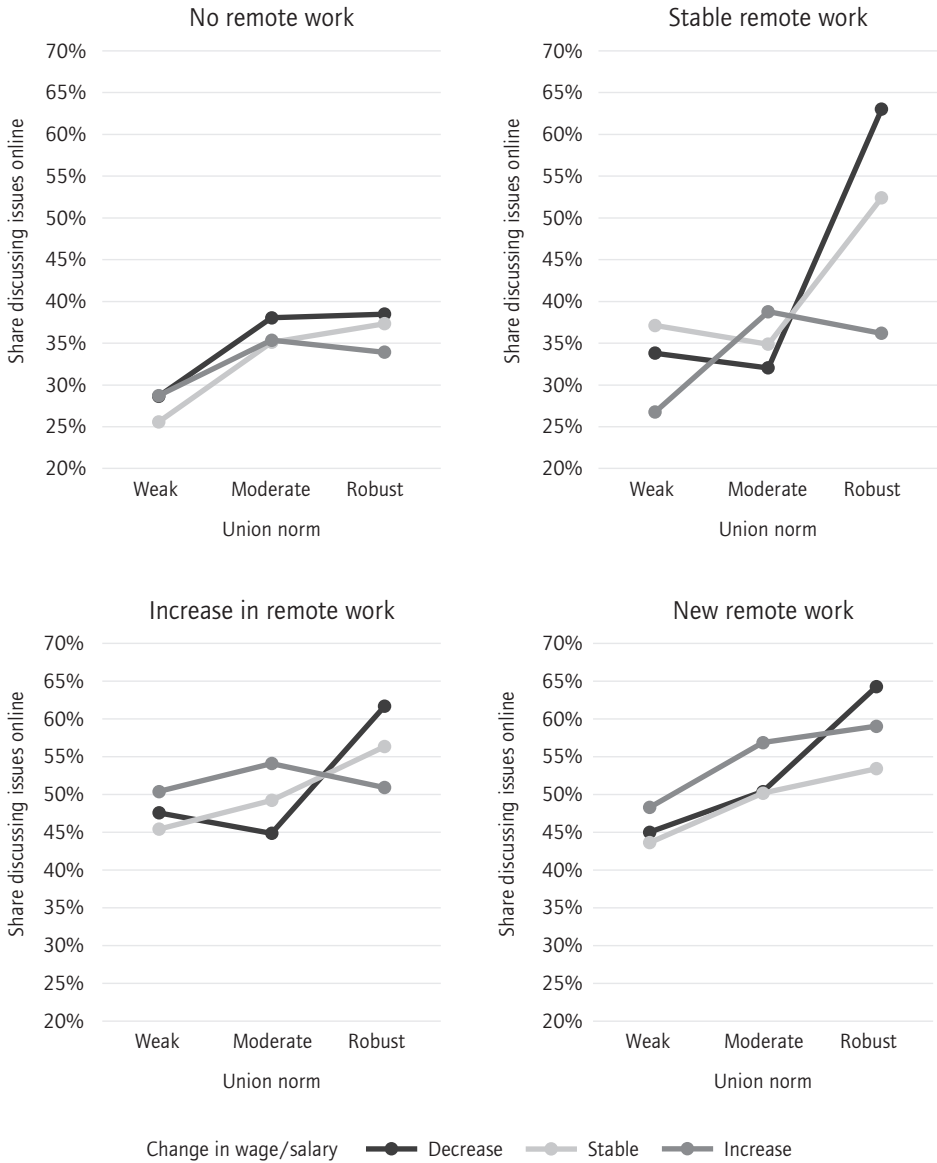 No remote work
Share discussing issues online
70%
65%
60%
55%
50%
45%
40%
35%
30%
25%
20%
Weak Moderate Robust
Union norm
Stable remote work
Share discussing issues online
70%
65%
60%
55%
50%
45%
40%
35%
30%
25%
20%
Weak Moderate Robust
Union norm
Increase in remote work
Share discussing issues online
70%
65%
60%
55%
50%
45%
40%
35%
30%
25%
20%
Weak Moderate Robust
Union norm
New remote work
Share discussing issues online
70%
65%
60%
55%
50%
45%
40%
35%
30%
25%
20%
Weak Moderate Robust
Union norm
Change in wage/salary Decrease Stable Increase